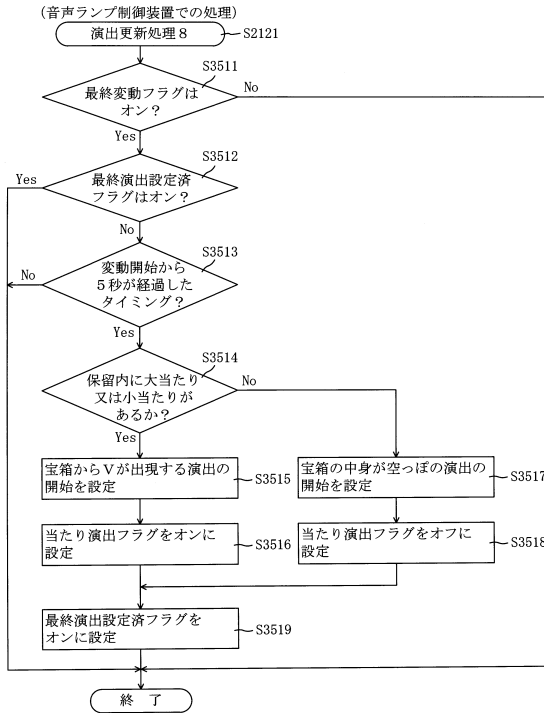 (音声ランプ制御装置での処理)
演出更新処理8
S2121
S3511
最終変動フラグは
オン?
No
Yes
S3512
最終演出設定済
フラグはオン?
Yes
No
S3513
変動開始から
5秒が経過した
タイミング?
No
Yes
S3514
保留内に大当たり
又は小当たりが
あるか?
No
Yes
宝箱からVが出現する演出の
開始を設定
S3515
宝箱の中身が空っぽの演出の
開始を設定
S3517
当たり演出フラグをオンに
設定
S3516
当たり演出フラグをオフに
設定
S3518
最終演出設定済フラグを
オンに設定
S3519
終 了